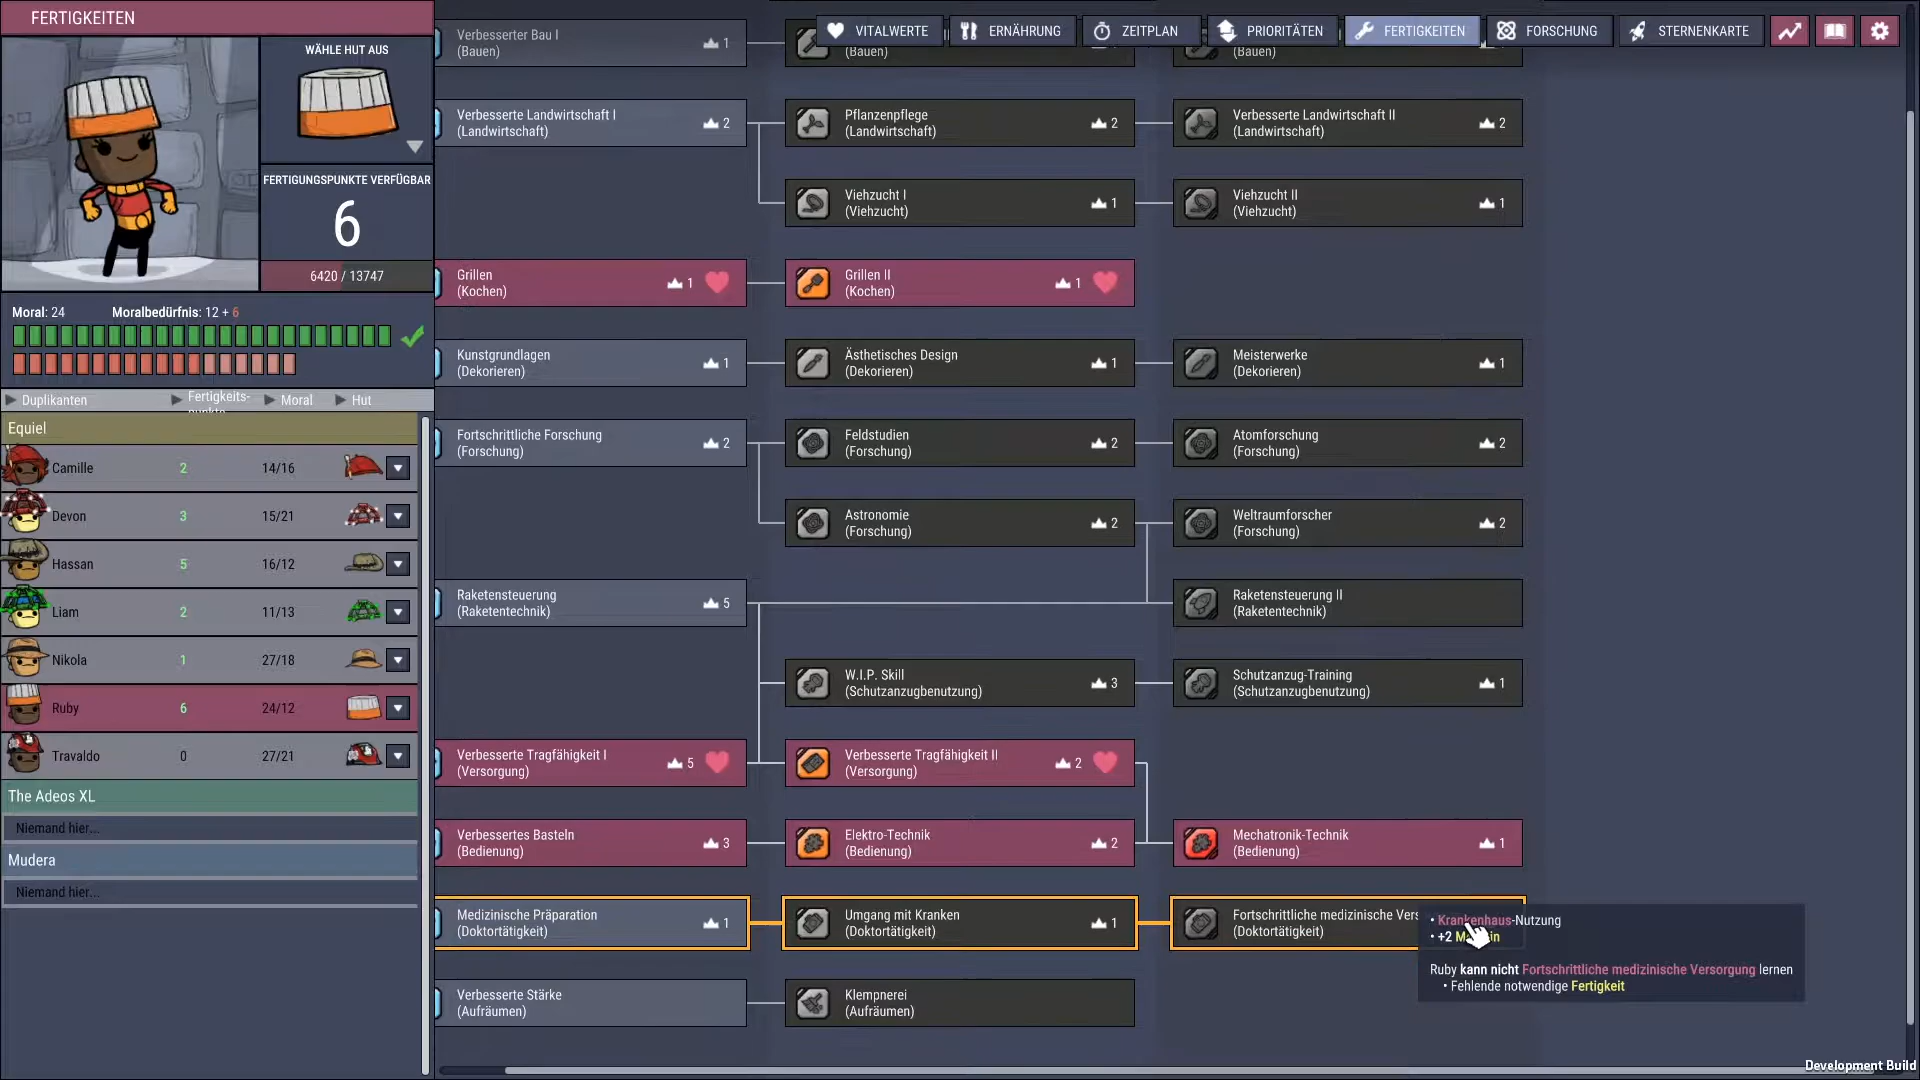 FERTIGKEITEN
VITALWERTE
ERNÄHRUNG
ZEITPLAN
PRIORITÄTEN
FERTIGKEITEN
FORSCHUNG
STERNENKARTE
WÄHLE HUT AUS
FERTIGUNGSPUNKTE VERFÜGBAR
6
6420 / 13747
Moral: 24
Moralbedürfnis: 12 + 6
Duplikanten
Fertigkeits-
punkte
Moral
Hut
Equiel
Camille 2 14/16
Devon 3 15/21
Hassan 5 16/12
Liam 2 11/13
Nikola 1 27/18
Ruby 6 24/12
Travaldo 0 27/21
The Adeos XL
Niemand hier...
Mudera
Niemand hier...
Verbesserter Bau I
(Bauen)
1
(Bauen)
(Bauen)
Verbesserte Landwirtschaft I
(Landwirtschaft)
2
Pflanzenpflege
(Landwirtschaft)
2
Verbesserte Landwirtschaft II
(Landwirtschaft)
2
Viehzucht I
(Viehzucht)
1
Viehzucht II
(Viehzucht)
1
Grillen
(Kochen)
1
Grillen II
(Kochen)
1
Kunstgrundlagen
(Dekorieren)
1
Ästhetisches Design
(Dekorieren)
1
Meisterwerke
(Dekorieren)
1
Fortschrittliche Forschung
(Forschung)
2
Feldstudien
(Forschung)
2
Atomforschung
(Forschung)
2
Astronomie
(Forschung)
2
Weltraumforscher
(Forschung)
2
Raketensteuerung
(Raketentechnik)
5
Raketensteuerung II
(Raketentechnik)
W.I.P. Skill
(Schutzanzugbenutzung)
3
Schutzanzug-Training
(Schutzanzugbenutzung)
1
Verbesserte Tragfähigkeit I
(Versorgung)
5
Verbesserte Tragfähigkeit II
(Versorgung)
2
Verbessertes Basteln
(Bedienung)
3
Elektro-Technik
(Bedienung)
2
Mechatronik-Technik
(Bedienung)
1
Medizinische Präparation
(Doktortätigkeit)
1
Umgang mit Kranken
(Doktortätigkeit)
1
Fortschrittliche medizinische Vers
(Doktortätigkeit)
• Krankenhaus-Nutzung
• +2
Ruby kann nicht Fortschrittliche medizinische Versorgung lernen
• Fehlende notwendige Fertigkeit
Verbesserte Stärke
(Aufräumen)
Klempnerei
(Aufräumen)
Development Build